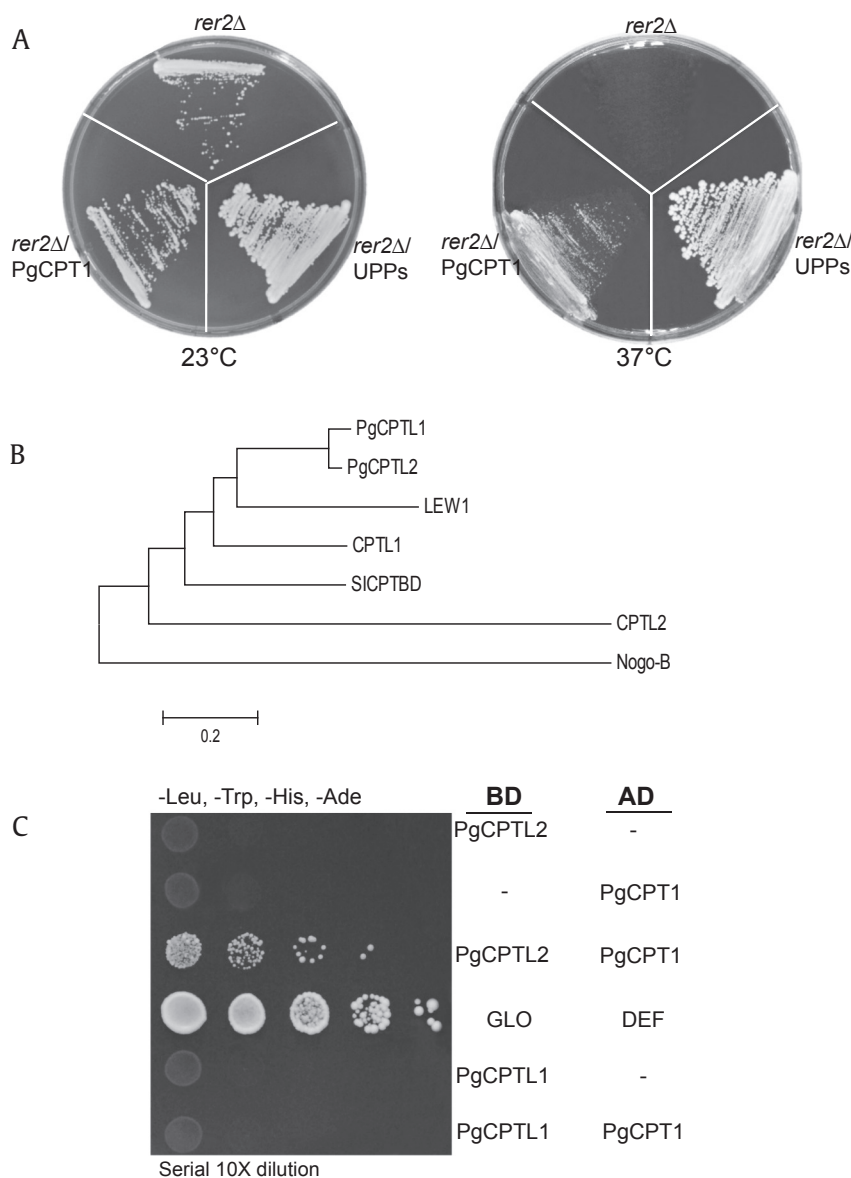 A
rer2Δ
rer2Δ
rer2Δ/
PgCPT1
rer2Δ/
UPPs
rer2Δ/
PgCPT1
rer2Δ/
UPPs
23°C
37°C
B
PgCPTL1
PgCPTL2
LEW1
CPTL1
SlCPTBD
CPTL2
Nogo-B
0.2
C
-Leu, -Trp, -His, -Ade
BD
AD
PgCPTL2
-
-
PgCPT1
PgCPTL2
PgCPT1
GLO
DEF
PgCPTL1
-
PgCPTL1
PgCPT1
Serial 10X dilution